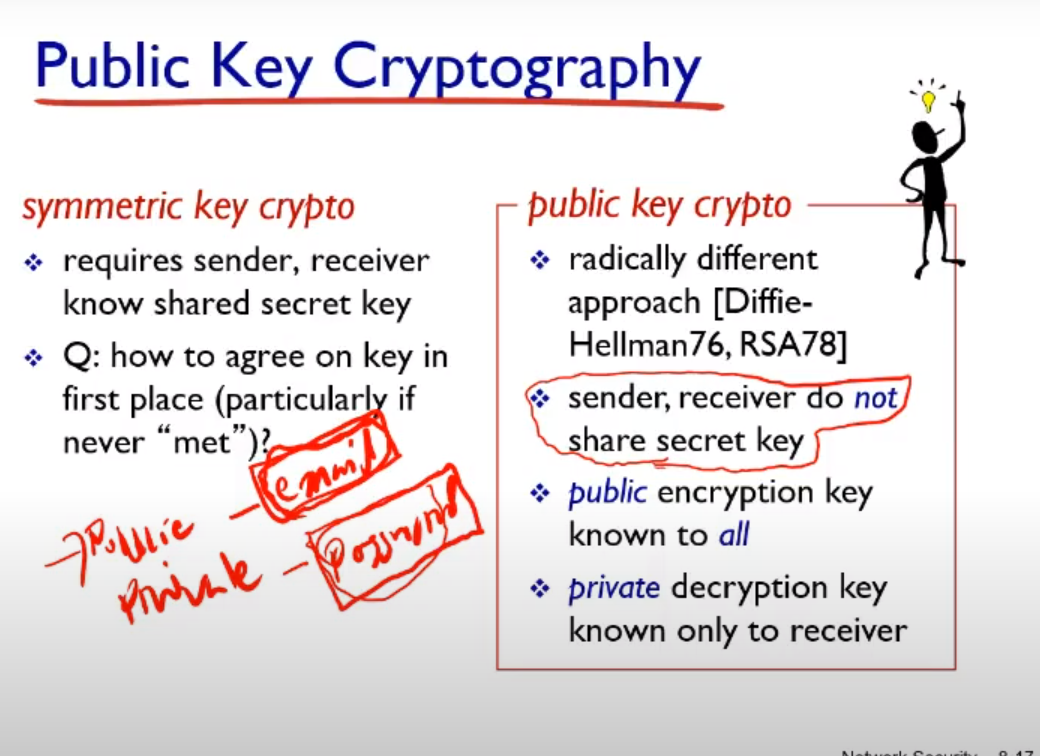 Public Key Cryptography
symmetric key crypto
❖ requires sender, receiver
know shared secret key
❖ Q: how to agree on key in
first place (particularly if
never “met”)?
→ Public — email
Private — password
public key crypto
❖ radically different
approach [Diffie-
Hellman76, RSA78]
❖ sender, receiver do not
share secret key
❖ public encryption key
known to all
❖ private decryption key
known only to receiver
Network Security 8-17